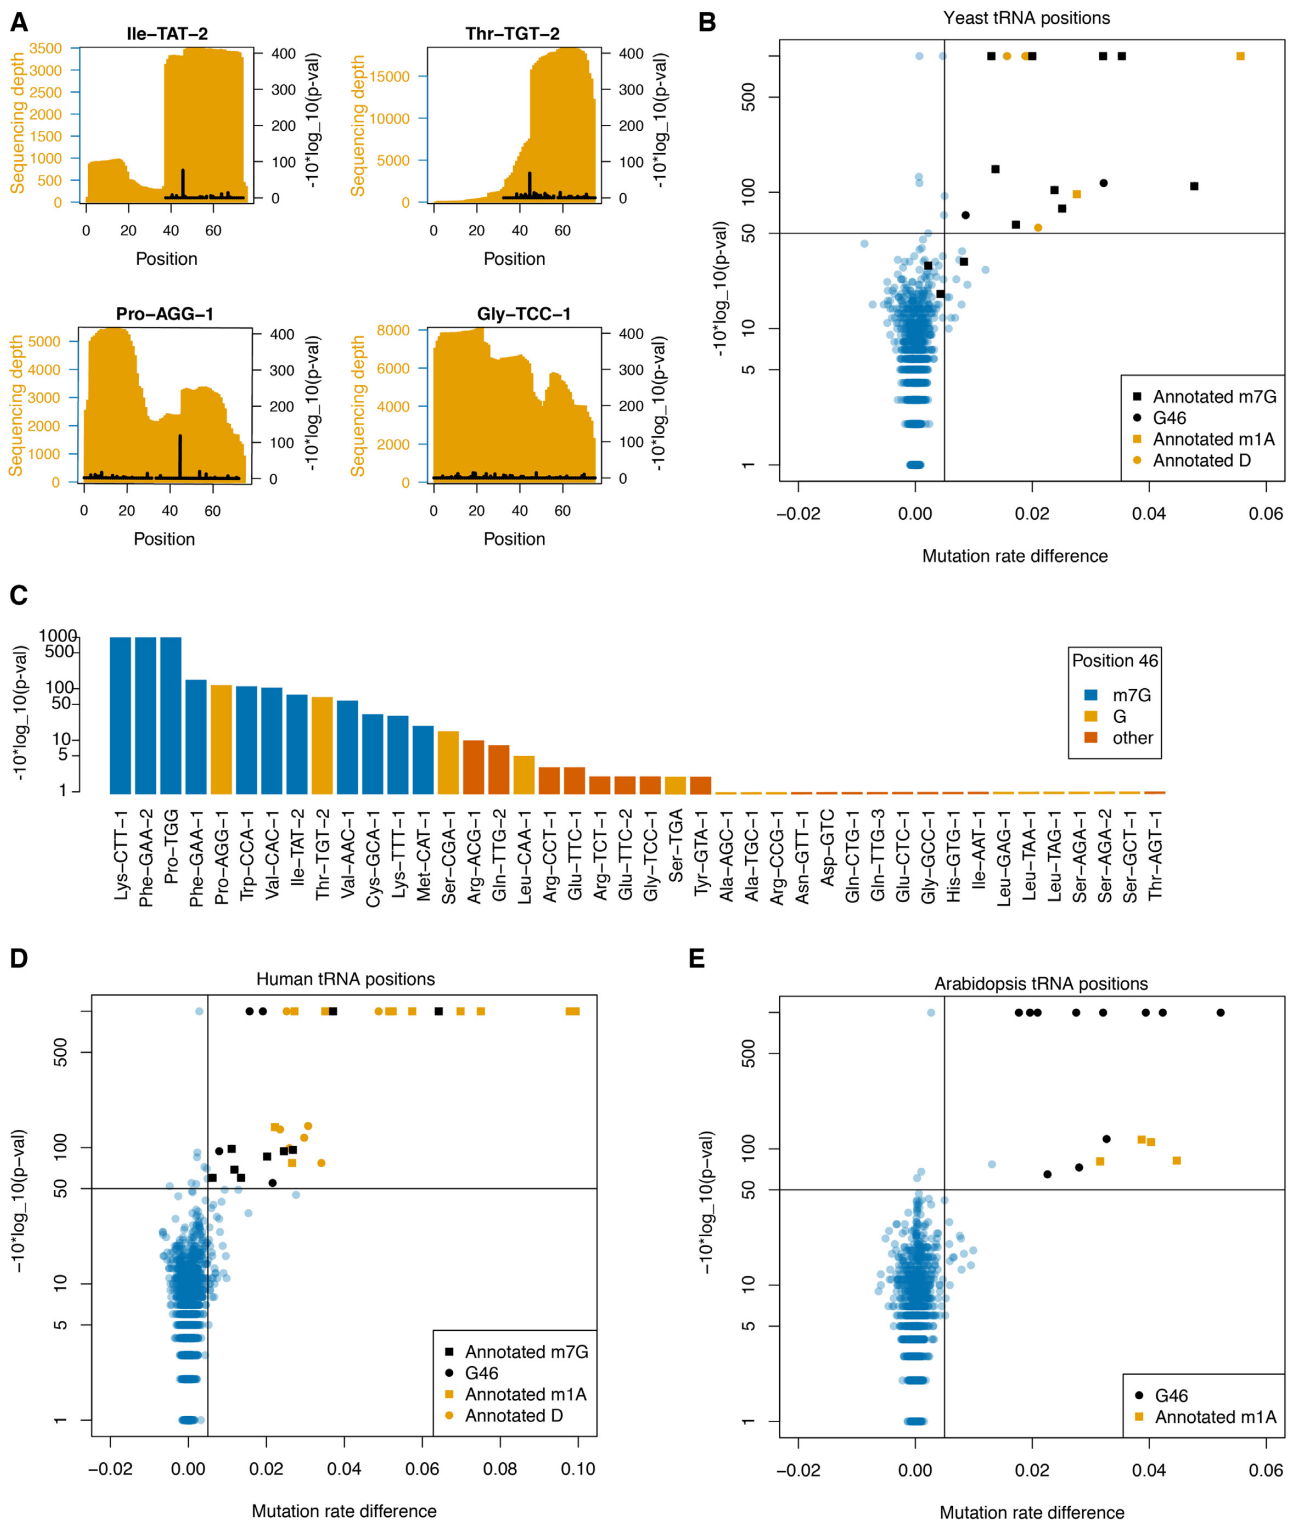 A
Ile–TAT–2
Sequencing depth
3500
3000
2500
2000
1500
1000
500
0
400
300
200
100
0
-10*log_10(p-val)
0 20 40 60
Position
Thr–TGT–2
Sequencing depth
15000
10000
5000
0
400
300
200
100
0
-10*log_10(p-val)
0 20 40 60
Position
Pro–AGG–1
Sequencing depth
5000
4000
3000
2000
1000
0
400
300
200
100
0
-10*log_10(p-val)
0 20 40 60
Position
Gly–TCC–1
Sequencing depth
8000
6000
4000
2000
0
400
300
200
100
0
-10*log_10(p-val)
0 20 40 60
Position
B
Yeast tRNA positions
-10*log_10(p-val)
500
100
50
10
5
1
Annotated m7G
G46
Annotated m1A
Annotated D
−0.02 0.00 0.02 0.04 0.06
Mutation rate difference
C
-10*log_10(p-val)
1000
500
100
50
10
5
1
Position 46
m7G
G
other
Lys–CTT–1
Phe–GAA–2
Pro–TGG
Phe–GAA–1
Pro–AGG–1
Trp–CCA–1
Val–CAC–1
Ile–TAT–2
Thr–TGT–2
Val–AAC–1
Cys–GCA–1
Lys–TTT–1
Met–CAT–1
Ser–CGA–1
Arg–ACG–1
Gln–TTG–2
Leu–CAA–1
Arg–CCT–1
Glu–TTC–1
Arg–TCT–1
Glu–TTC–2
Gly–TCC–1
Ser–TGA
Tyr–GTA–1
Ala–AGC–1
Ala–TGC–1
Arg–CCG–1
Asn–GTT–1
Asp–GTC
Gln–CTG–1
Gln–TTG–3
Glu–CTC–1
Gly–GCC–1
His–GTG–1
Ile–AAT–1
Leu–GAG–1
Leu–TAA–1
Leu–TAG–1
Ser–AGA–1
Ser–AGA–2
Ser–GCT–1
Thr–AGT–1
D
Human tRNA positions
−10*log_10(p−val)
500
100
50
10
5
1
Annotated m7G
G46
Annotated m1A
Annotated D
−0.02 0.00 0.02 0.04 0.06 0.08 0.10
Mutation rate difference
E
Arabidopsis tRNA positions
−10*log_10(p−val)
500
100
50
10
5
1
G46
Annotated m1A
−0.02 0.00 0.02 0.04 0.06
Mutation rate difference